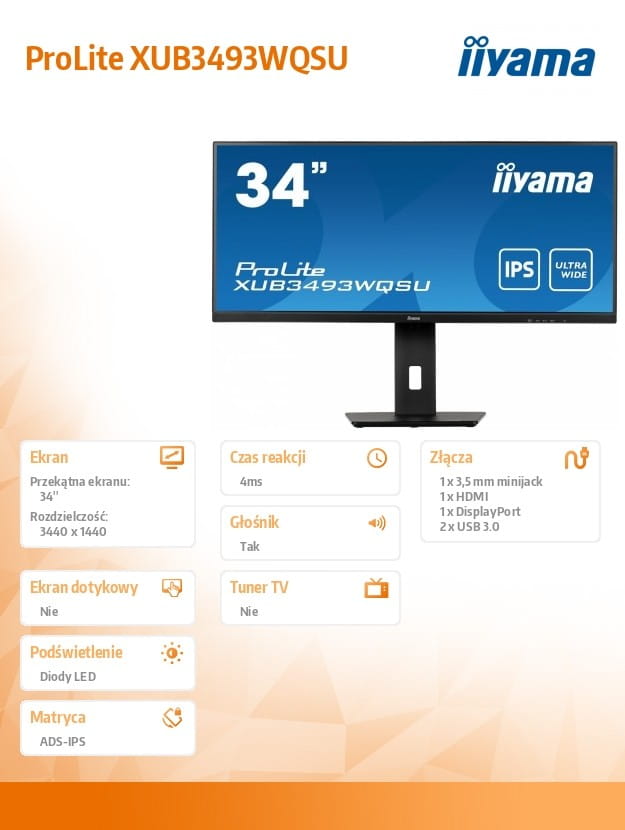 ProLite XUB3493WQSU
iiyama
34"
iiyama
ProLite
XUB3493WQSU
IPS
ULTRA
WIDE
iiyama
Ekran
Przekątna ekranu:
34"
Rozdzielczość:
3440 x 1440
Czas reakcji
4ms
Głośnik
Tak
Złącza
1 x 3,5 mm minijack
1 x HDMI
1 x DisplayPort
2 x USB 3.0
Ekran dotykowy
Nie
Tuner TV
Nie
Podświetlenie
Diody LED
Matryca
ADS-IPS